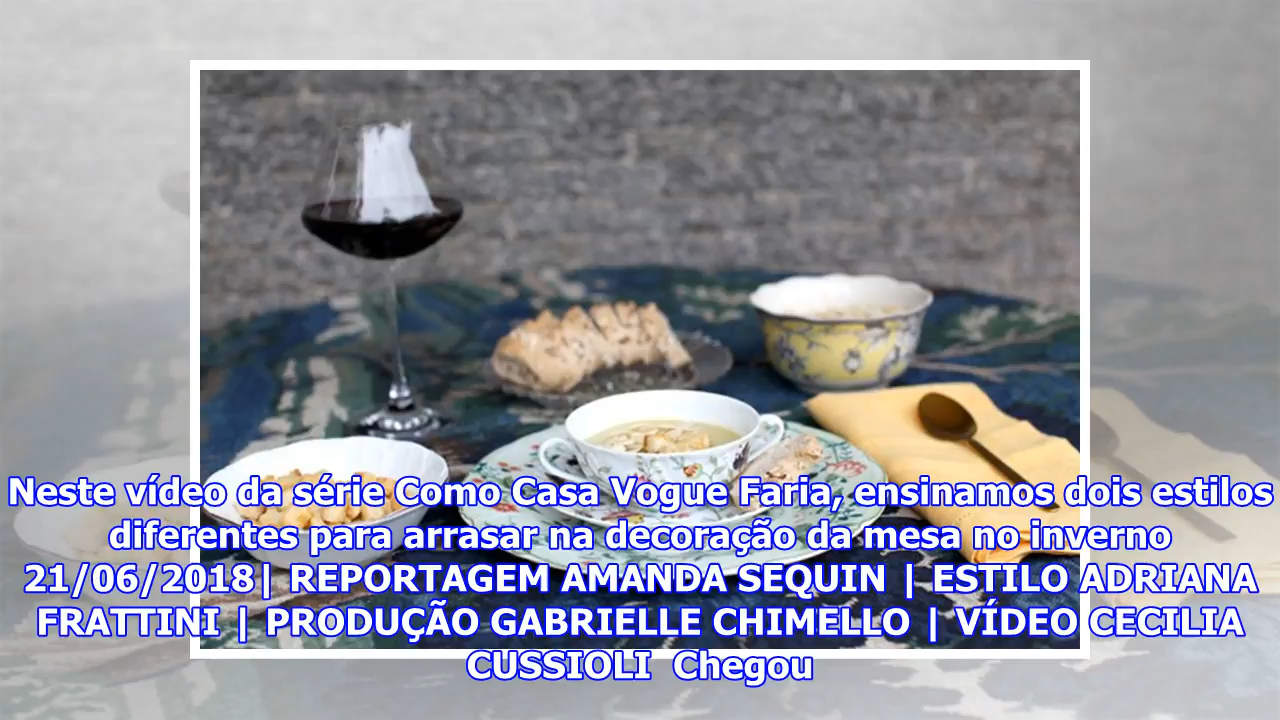 Neste vídeo da série Como Casa Vogue Faria, ensinamos dois estilos
diferentes para arrasar na decoração da mesa no inverno
21/06/2018| REPORTAGEM AMANDA SEQUIN | ESTILO ADRIANA
FRATTINI | PRODUÇÃO GABRIELLE CHIMELLO | VÍDEO CECILIA
CUSSIOLI  Chegou